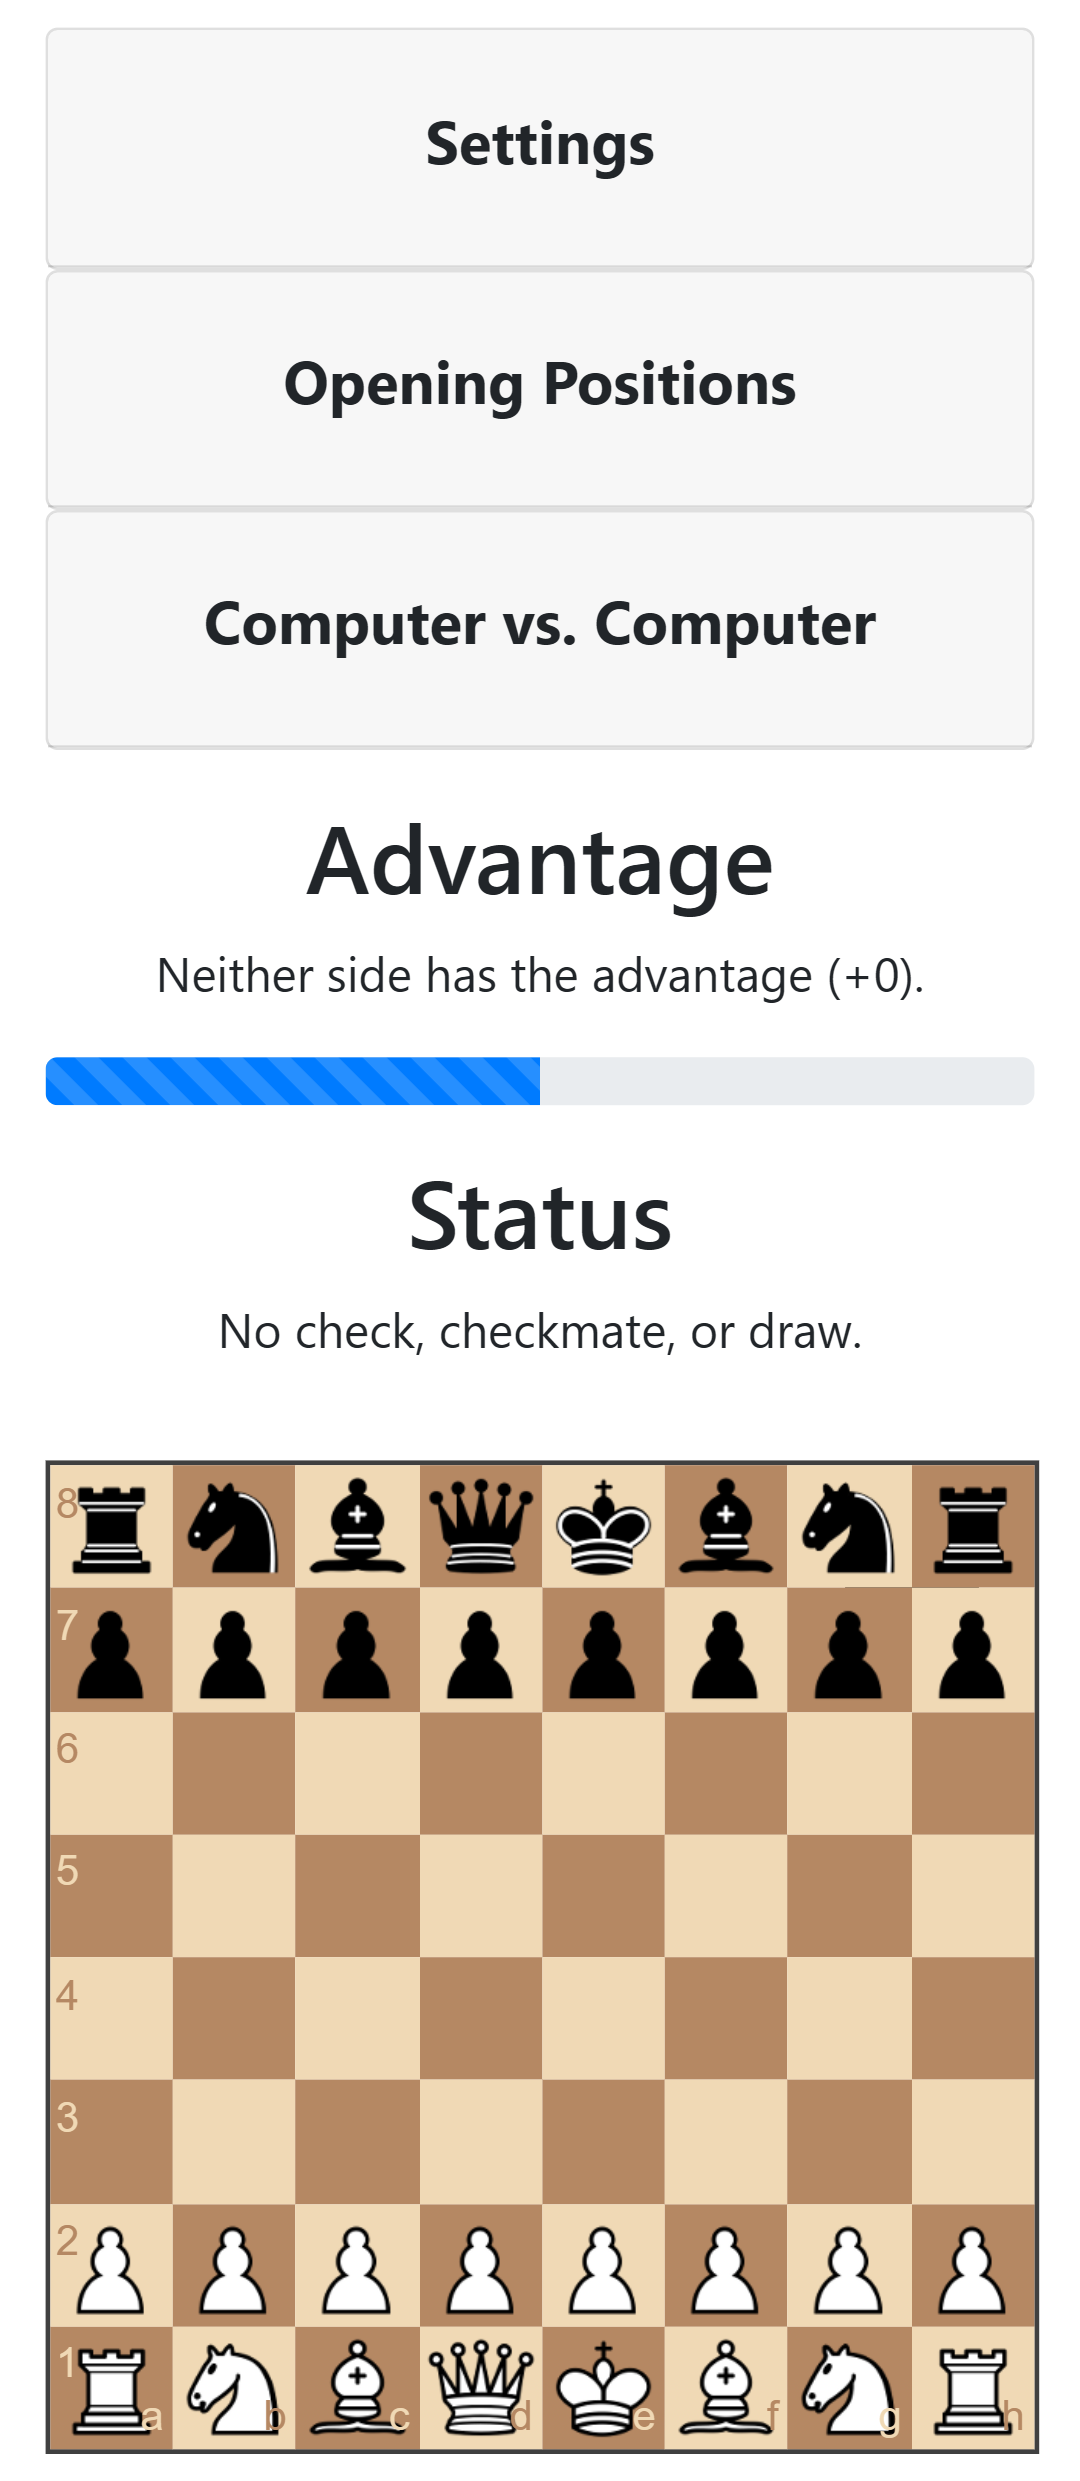 Settings
Opening Positions
Computer vs. Computer
Advantage
Neither side has the advantage (+0).
Status
No check, checkmate, or draw.
8
7
6
5
4
3
2
1
a b c d e f g h